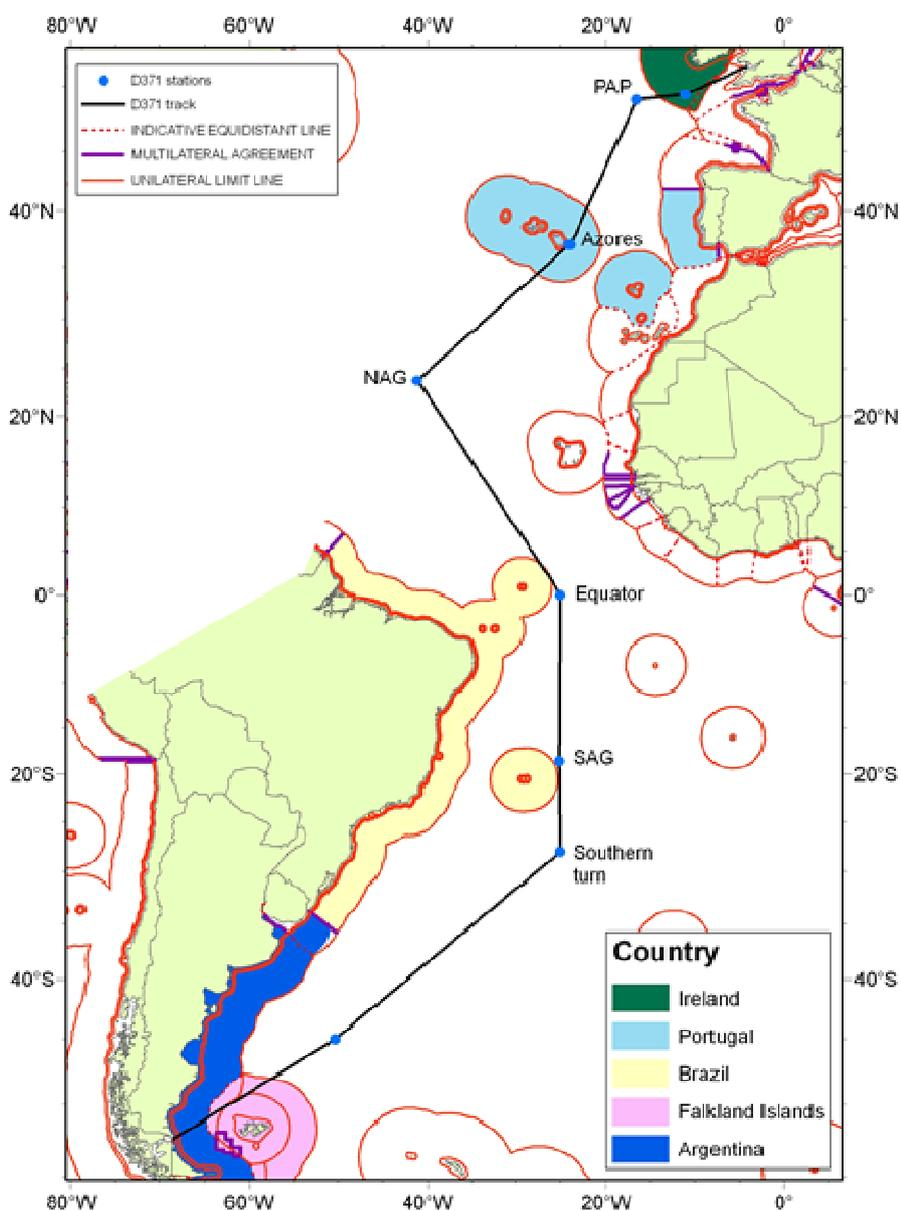 80°W 60°W 40°W 20°W 0°
D371 stations
D371 track
INDICATIVE EQUIDISTANT LINE
MULTILATERAL AGREEMENT
UNILATERAL LIMIT LINE
PAP
40°N 40°N
Azores
NAG
20°N 20°N
0° Equator 0°
SAG
20°S 20°S
Southern
turn
Country
40°S 40°S
Ireland
Portugal
Brazil
Falkland Islands
Argentina
80°W 60°W 40°W 20°W 0°